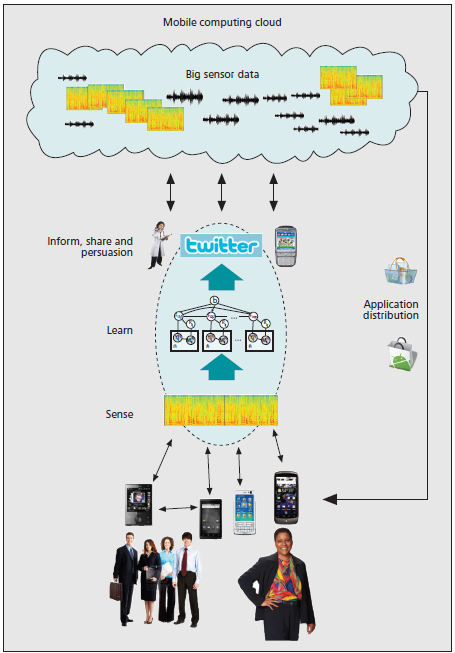 Mobile computing cloud
Big sensor data
Inform, share and
persuasion
twitter
Application
distribution
b
Learn
...
...
Sense